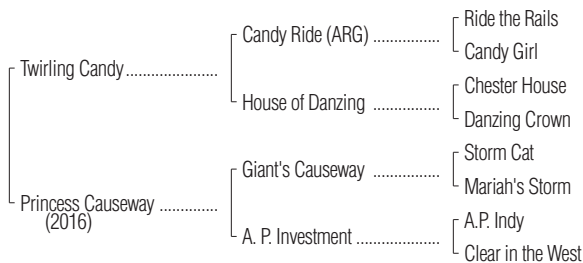 Ride the Rails
Candy Ride (ARG) ................
Candy Girl
Twirling Candy......................
Chester House
House of Danzing ................
Danzing Crown
Storm Cat
Giant's Causeway ................
Mariah's Storm
Princess Causeway ..............
(2016)
A.P. Indy
A. P. Investment ....................
Clear in the West